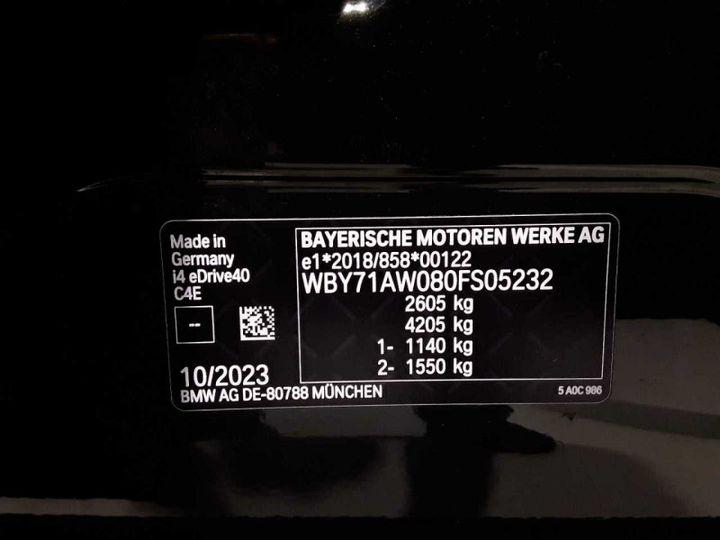 Made in
Germany
i4 eDrive40
C4E
--
10/2023
BMW AG DE-80788 MÜNCHEN
BAYERISCHE MOTOREN WERKE AG
e1*2018/858*00122
WBY71AW080FS05232
2605 kg
4205 kg
1- 1140 kg
2- 1550 kg
5 A0C 986